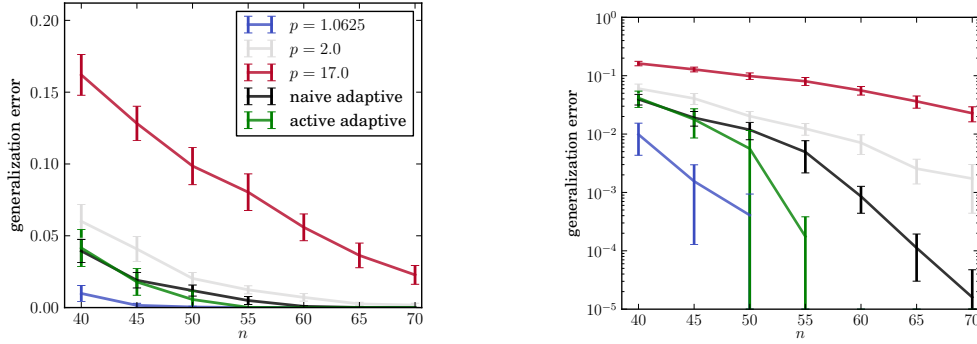 0.20
0.15
0.10
0.05
0.00
generalization error
40 45 50 55 60 65 70
n
p = 1.0625
p = 2.0
p = 17.0
naive adaptive
active adaptive
10^0
10^-1
10^-2
10^-3
10^-4
10^-5
generalization error
40 45 50 55 60 65 70
n